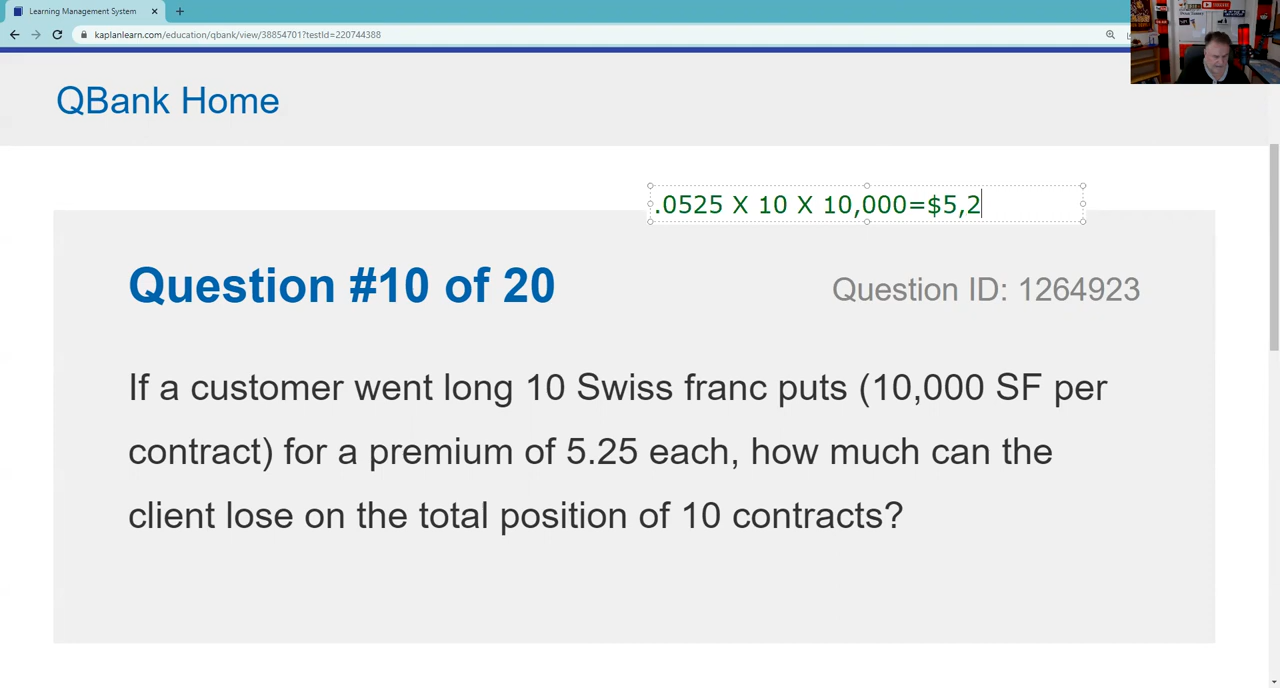 Learning Management System
kaplanlearn.com/education/qbank/view/38854701?testId=220744388
QBank Home
.0525 X 10 X 10,000=$5,2
Question #10 of 20
Question ID: 1264923
If a customer went long 10 Swiss franc puts (10,000 SF per
contract) for a premium of 5.25 each, how much can the
client lose on the total position of 10 contracts?